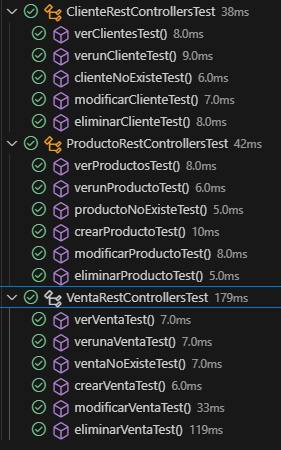 ClienteRestControllersTest 38ms
verClientesTest() 8.0ms
verunClienteTest() 9.0ms
clienteNoExisteTest() 6.0ms
modificarClienteTest() 7.0ms
eliminarClienteTest() 8.0ms
ProductoRestControllersTest 42ms
verProductosTest() 8.0ms
verunProductoTest() 6.0ms
productoNoExisteTest() 5.0ms
crearProductoTest() 10ms
modificarProductoTest() 8.0ms
eliminarProductoTest() 5.0ms
VentaRestControllersTest 179ms
verVentaTest() 7.0ms
verunaVentaTest() 7.0ms
ventaNoExisteTest() 7.0ms
crearVentaTest() 6.0ms
modificarVentaTest() 33ms
eliminarVentaTest() 119ms